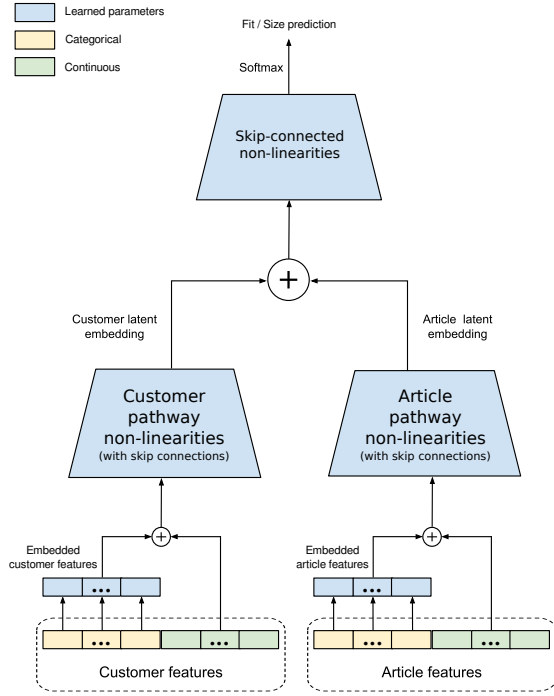 Learned parameters
Categorical
Continuous
Fit / Size prediction
Softmax
Skip-connected
non-linearities
+
Customer latent
embedding
Article latent
embedding
Customer
pathway
non-linearities
(with skip connections)
Article
pathway
non-linearities
(with skip connections)
+
+
Embedded
customer features
Embedded
article features
...
...
...
...
...
...
Customer features
Article features